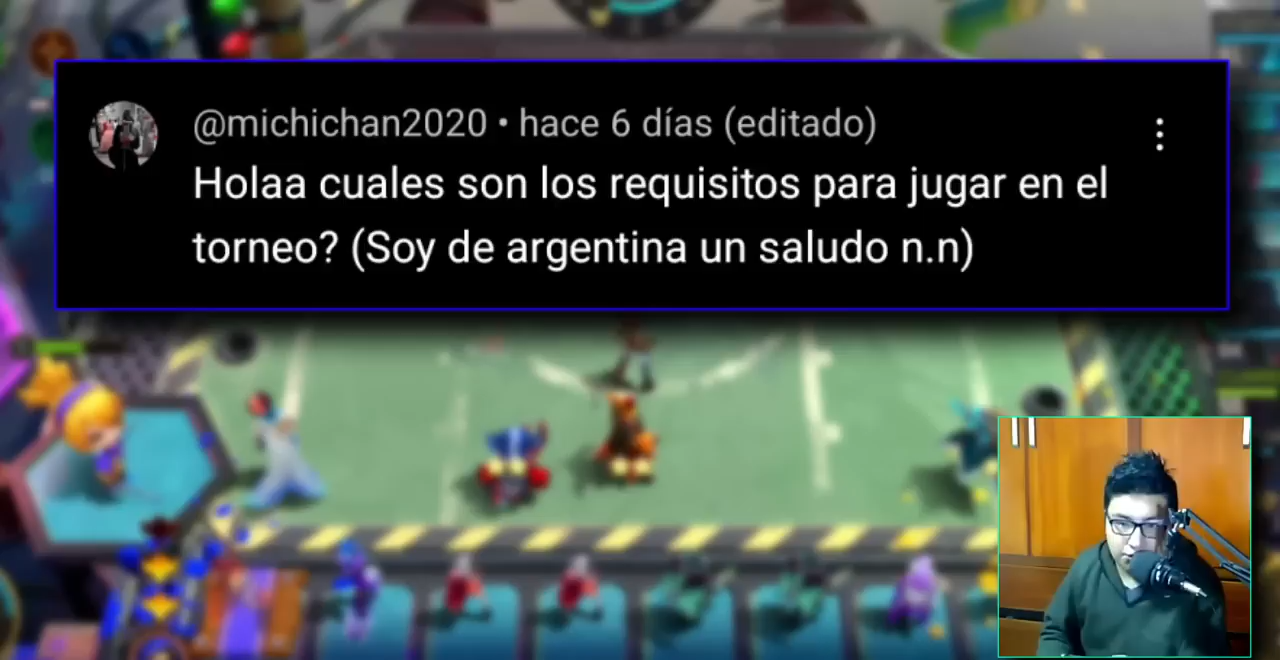 @michichan2020 • hace 6 días (editado)
Holaa cuales son los requisitos para jugar en el
torneo? (Soy de argentina un saludo n.n)